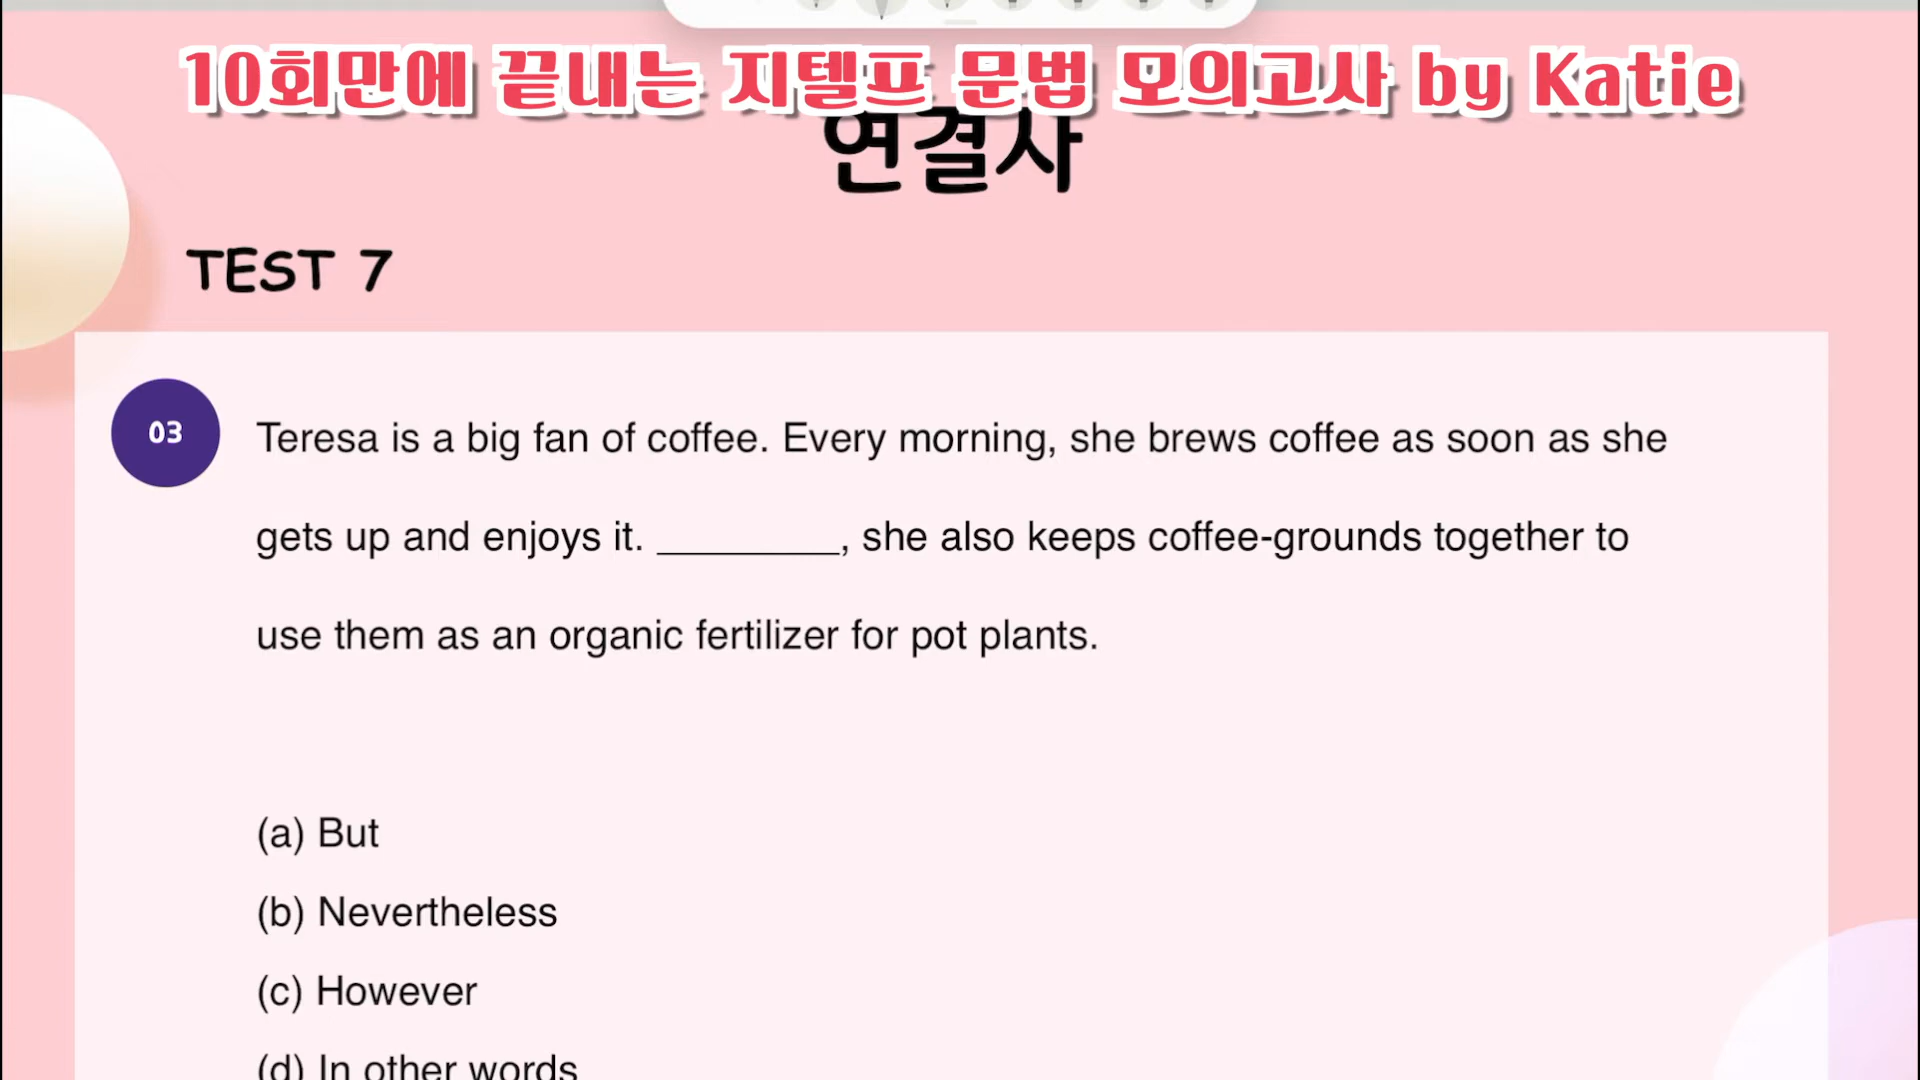 10회만에 끝내는 지텔프 문법 모의고사 by Katie
연결사
TEST 7
03
Teresa is a big fan of coffee. Every morning, she brews coffee as soon as she
gets up and enjoys it. ________, she also keeps coffee-grounds together to
use them as an organic fertilizer for pot plants.
(a) But
(b) Nevertheless
(c) However
(d) In other words